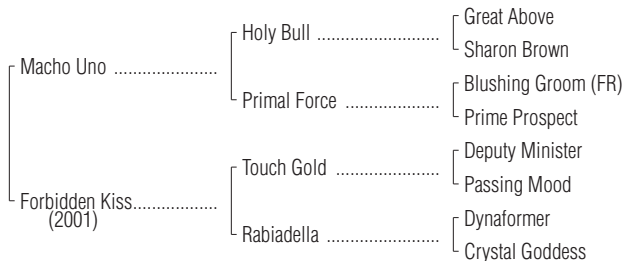 Great Above
Holy Bull ........................
Sharon Brown
Macho Uno ....................
Blushing Groom (FR)
Primal Force ..................
Prime Prospect
Deputy Minister
Touch Gold ....................
Passing Mood
Forbidden Kiss................
(2001)
Dynaformer
Rabiadella .......................
Crystal Goddess